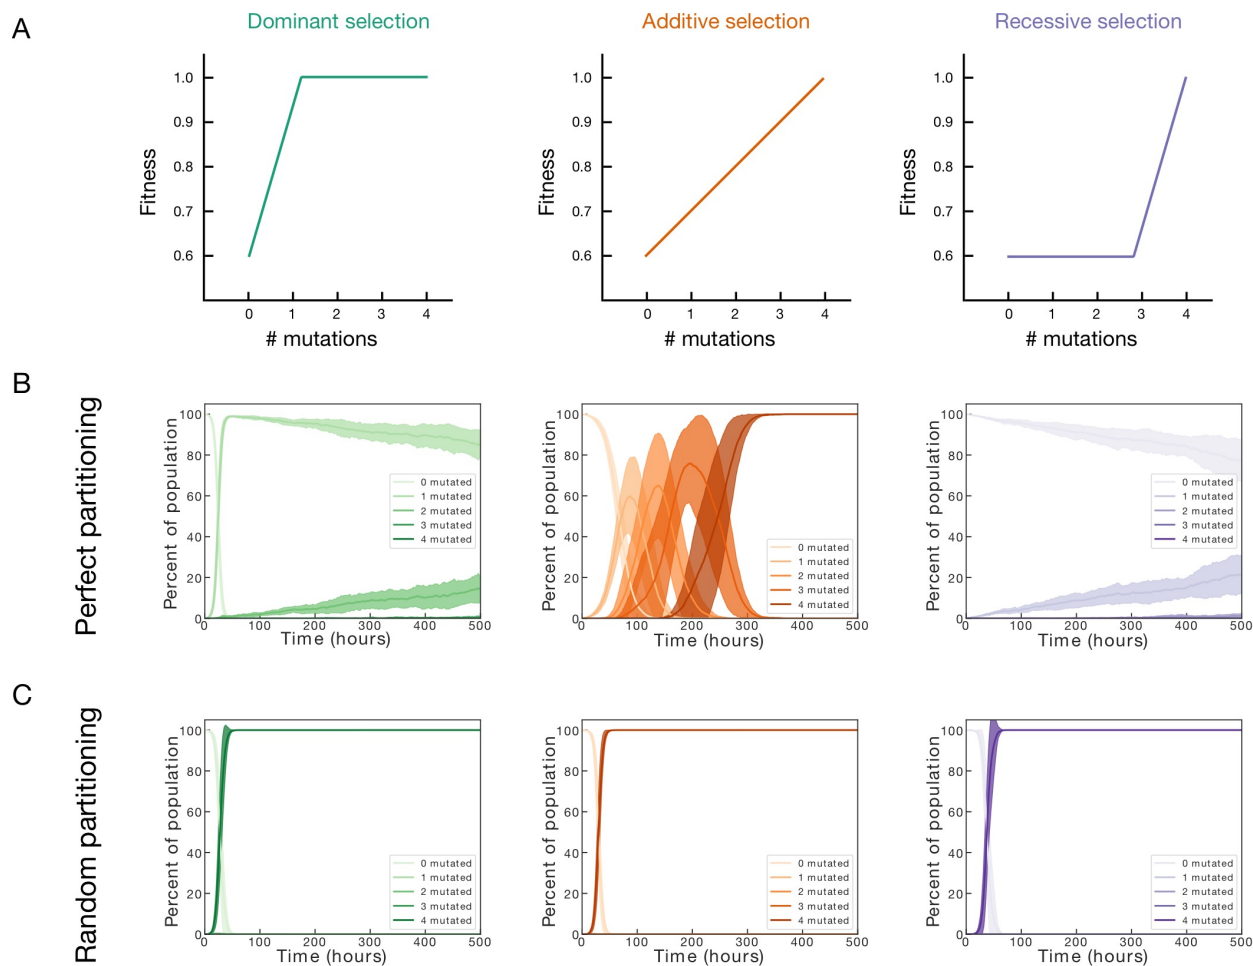 A
Dominant selection
Additive selection
Recessive selection
Fitness
1.0
0.9
0.8
0.7
0.6
0 1 2 3 4
# mutations
Fitness
1.0
0.9
0.8
0.7
0.6
0 1 2 3 4
# mutations
Fitness
1.0
0.9
0.8
0.7
0.6
0 1 2 3 4
# mutations
B
Perfect partitioning
Percent of population
100
80
60
40
20
0
0 100 200 300 400 500
Time (hours)
0 mutated
1 mutated
2 mutated
3 mutated
4 mutated
Percent of population
100
80
60
40
20
0
0 100 200 300 400 500
Time (hours)
0 mutated
1 mutated
2 mutated
3 mutated
4 mutated
Percent of population
100
80
60
40
20
0
0 100 200 300 400 500
Time (hours)
0 mutated
1 mutated
2 mutated
3 mutated
4 mutated
C
Random partitioning
Percent of population
100
80
60
40
20
0
0 100 200 300 400 500
Time (hours)
0 mutated
1 mutated
2 mutated
3 mutated
4 mutated
Percent of population
100
80
60
40
20
0
0 100 200 300 400 500
Time (hours)
0 mutated
1 mutated
2 mutated
3 mutated
4 mutated
Percent of population
100
80
60
40
20
0
0 100 200 300 400 500
Time (hours)
0 mutated
1 mutated
2 mutated
3 mutated
4 mutated